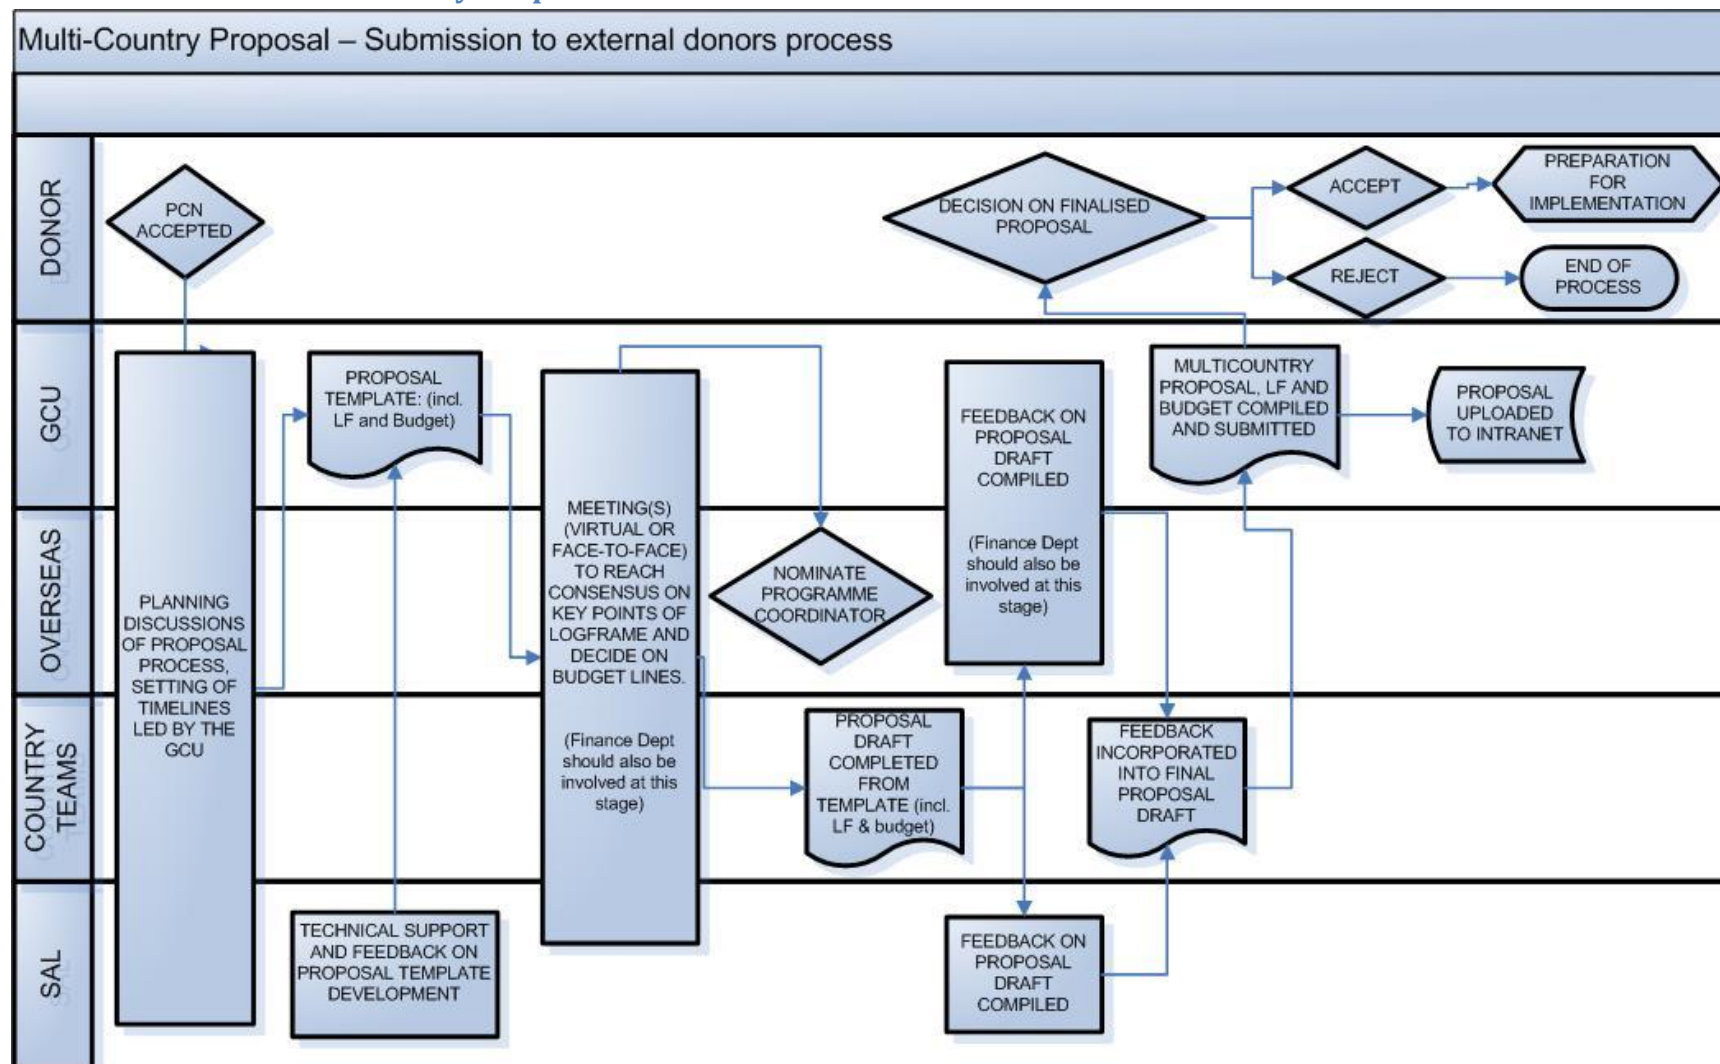 Multi-Country Proposal – Submission to external donors process
DONOR
PCN
ACCEPTED
DECISION ON FINALISED
PROPOSAL
ACCEPT
PREPARATION
FOR
IMPLEMENTATION
REJECT
END OF
PROCESS
GCU
PROPOSAL
TEMPLATE: (incl.
LF and Budget)
FEEDBACK ON
PROPOSAL
DRAFT
COMPILED
(Finance Dept
should also be
involved at this
stage)
MULTICOUNTRY
PROPOSAL, LF AND
BUDGET COMPILED
AND SUBMITTED
PROPOSAL
UPLOADED
TO INTRANET
OVERSEAS
PLANNING
DISCUSSIONS
OF PROPOSAL
PROCESS,
SETTING OF
TIMELINES
LED BY THE
GCU
MEETING(S)
(VIRTUAL OR
FACE-TO-FACE)
TO REACH
CONSENSUS ON
KEY POINTS OF
LOGFRAME AND
DECIDE ON
BUDGET LINES.
(Finance Dept
should also be
involved at this
stage)
NOMINATE
PROGRAMME
COORDINATOR
COUNTRY
TEAMS
PROPOSAL
DRAFT
COMPLETED
FROM
TEMPLATE (incl.
LF & budget)
FEEDBACK
INCORPORATED
INTO FINAL
PROPOSAL
DRAFT
SAL
TECHNICAL SUPPORT
AND FEEDBACK ON
PROPOSAL TEMPLATE
DEVELOPMENT
FEEDBACK ON
PROPOSAL
DRAFT
COMPILED